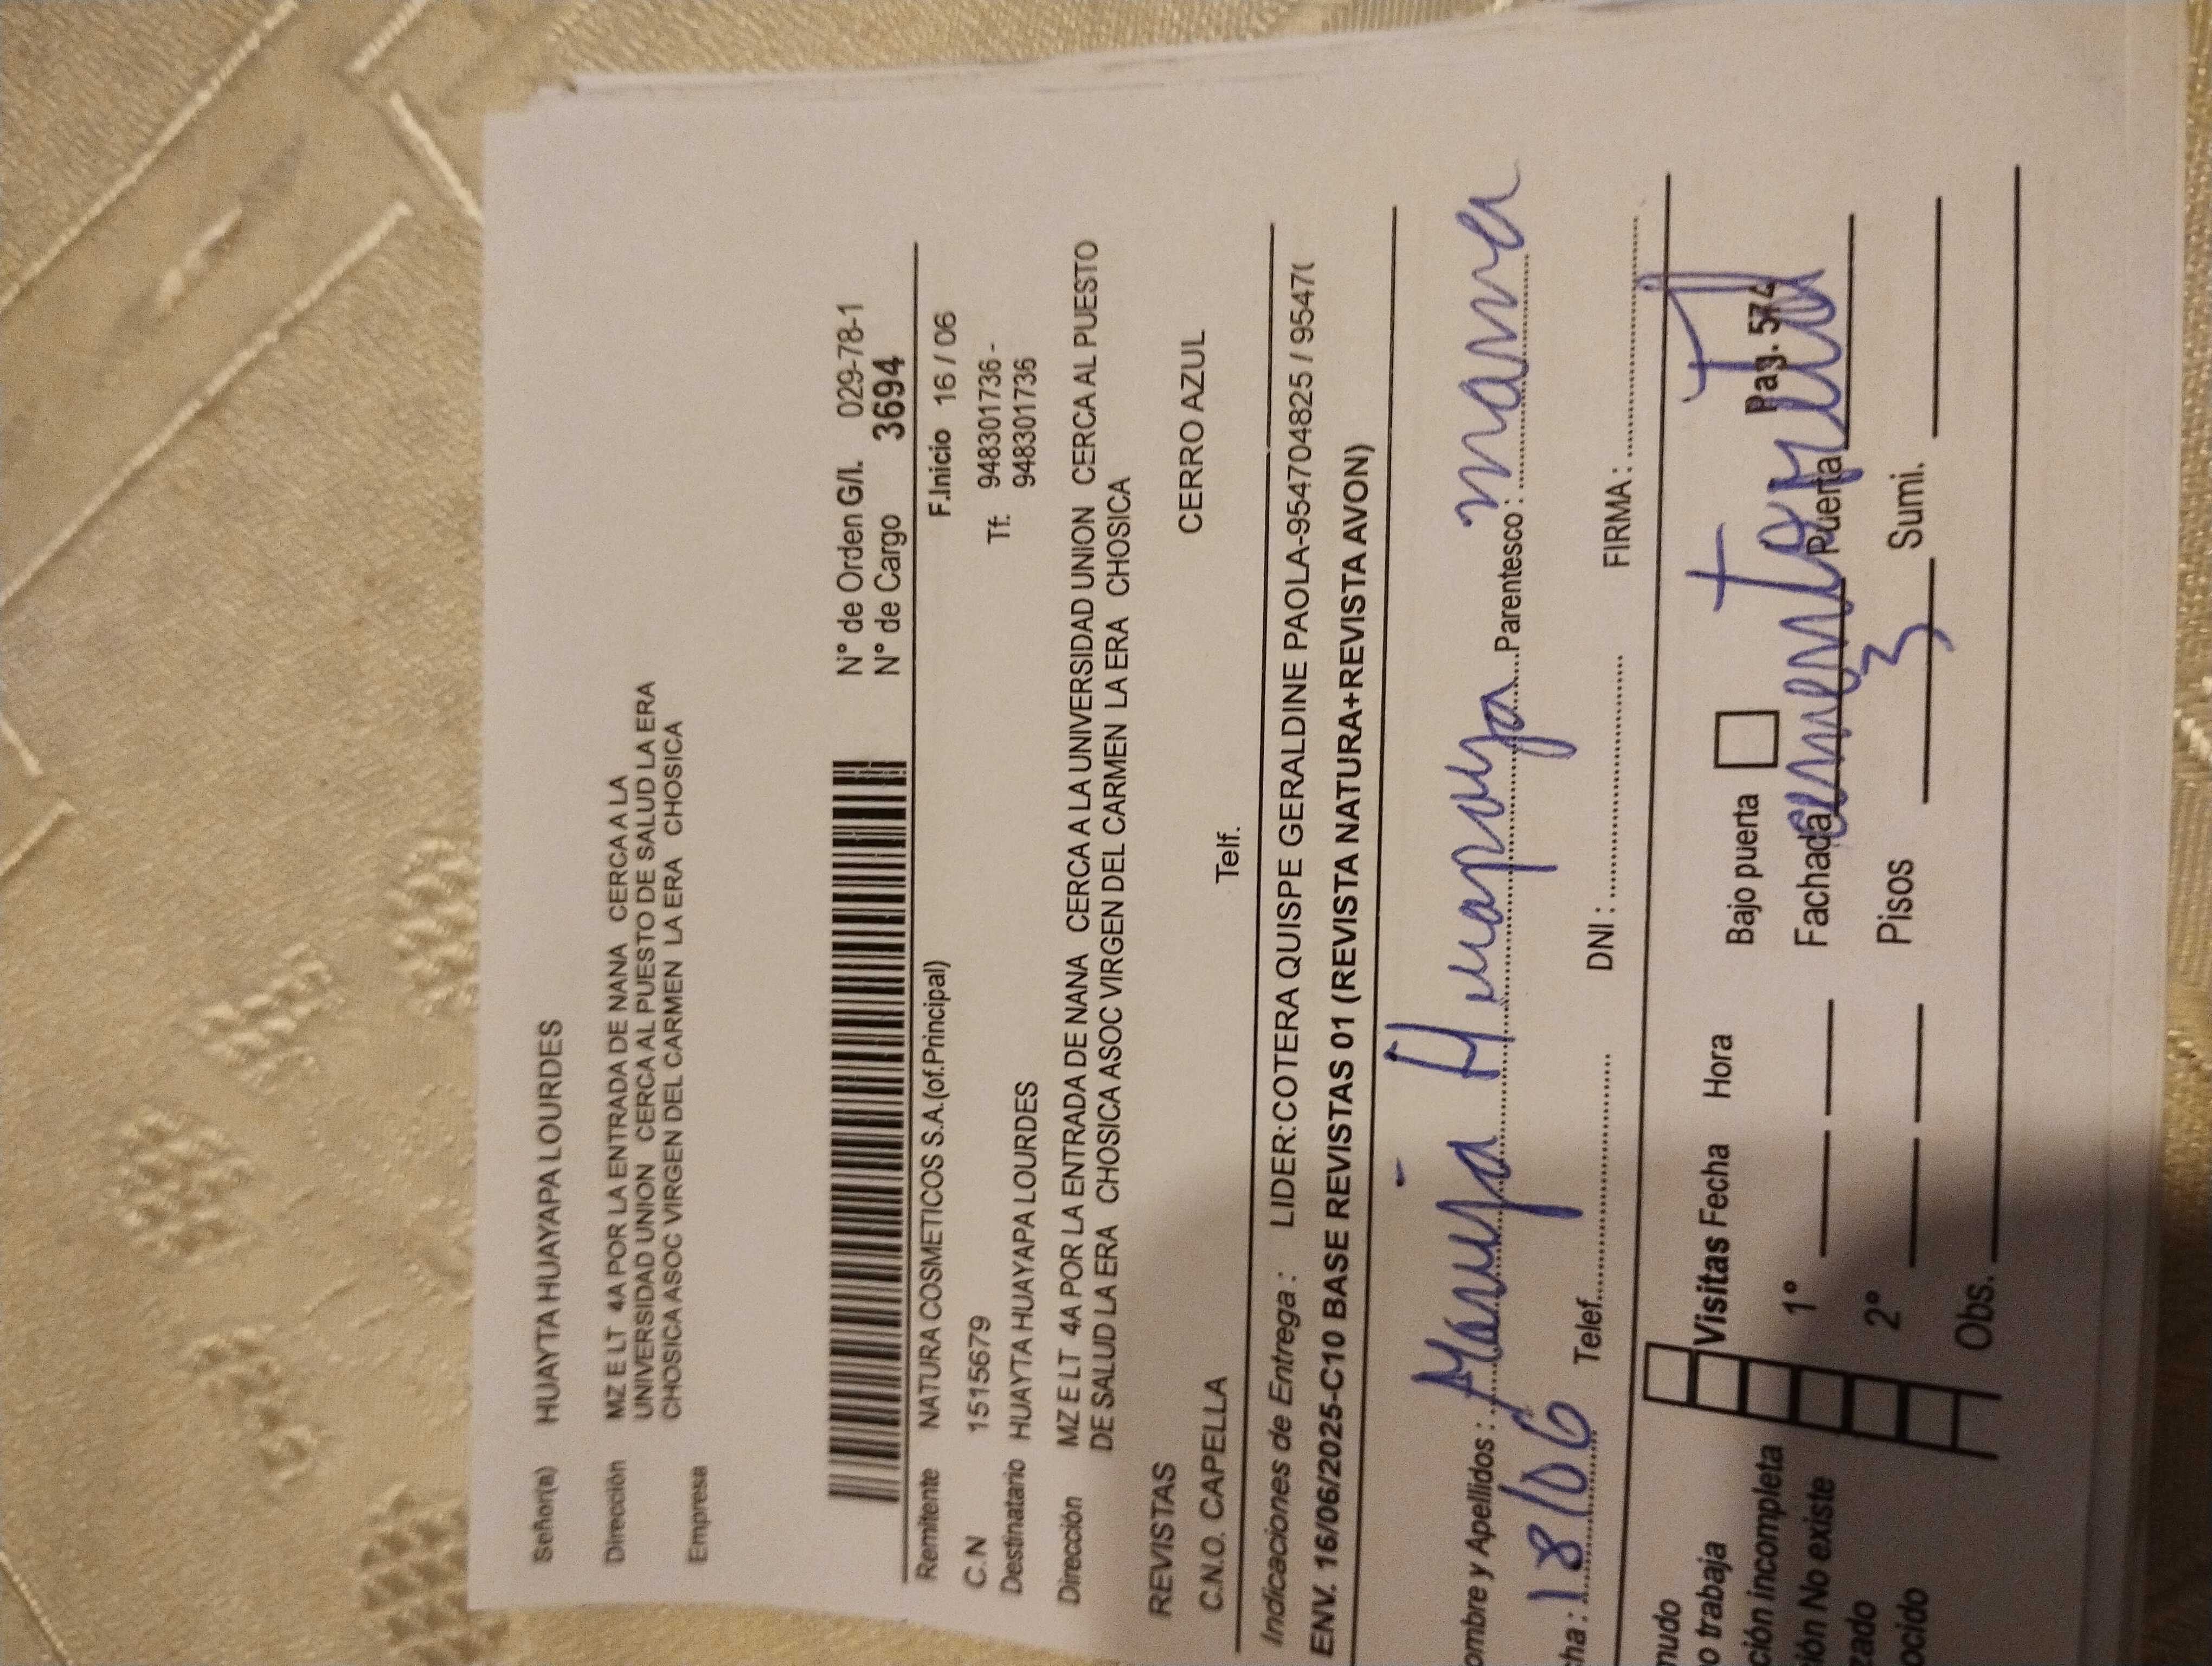 Señor(a) HUAYTA HUAYAPA LOURDES
Dirección MZ E LT 4A POR LA ENTRADA DE NANA CERCA A LA
UNIVERSIDAD UNION CERCA AL PUESTO DE SALUD LA ERA
CHOSICA ASOC VIRGEN DEL CARMEN LA ERA CHOSICA
Empresa
N° de Orden G/I. 029-78-1
N° de Cargo 3694
Remitente NATURA COSMETICOS S.A.(of.Principal) F.Inicio 16 / 06
C.N 1515679 Tf. 948301736 -
Destinatario HUAYTA HUAYAPA LOURDES 948301736
Dirección MZ E LT 4A POR LA ENTRADA DE NANA CERCA A LA UNIVERSIDAD UNION CERCA AL PUESTO
DE SALUD LA ERA CHOSICA ASOC VIRGEN DEL CARMEN LA ERA CHOSICA
REVISTAS CERRO AZUL
C.N.O. CAPELLA Telf.
Indicaciones de Entrega : LIDER:COTERA QUISPE GERALDINE PAOLA-954704825 / 9547(
ENV. 16/06/2025-C10 BASE REVISTAS 01 (REVISTA NATURA+REVISTA AVON)
ombre y Apellidos : Maruja Huapaya Parentesco : mama
cha : 18/06 Telef. DNI : FIRMA :
nudo
o trabaja Visitas Fecha Hora Bajo puerta Pag. 574
ción incompleta 1° Fachada Puerta
ión No existe 2° Pisos 3 Sumi.
zado
ocido Obs.